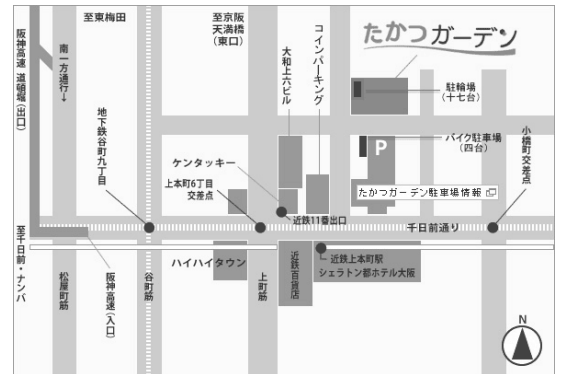 至東梅田
至京阪
天満橋
(東口)
コインパーキング
たかつガーデン
阪神高速 道頓堀(出口)
南一方通行↓
大和上六ビル
駐輪場
(十七台)
地下鉄谷町九丁目
バイク駐車場
(四台)
小橋町交差点
P
ケンタッキー
上本町6丁目
交差点
たかつガーデン駐車場情報
近鉄11番出口
千日前通り
至千日前・ナンバ
松屋町筋
阪神高速(入口)
谷町筋
ハイハイタウン
上町筋
近鉄百貨店
近鉄上本町駅
シェラトン都ホテル大阪
N